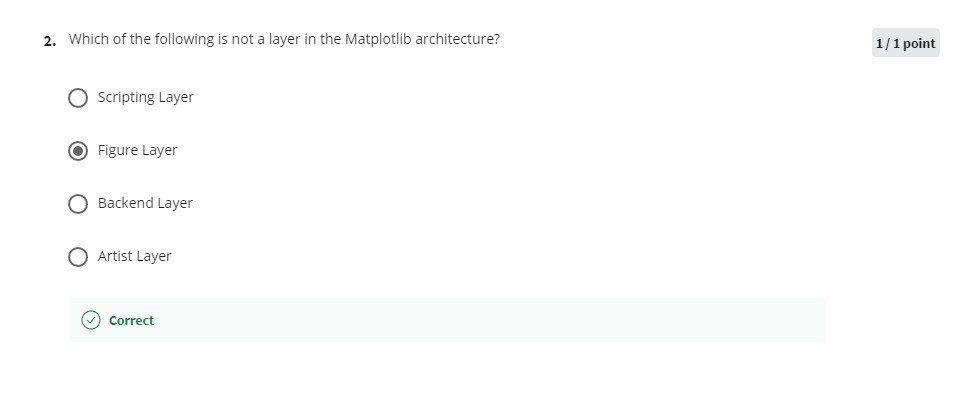 2. Which of the following is not a layer in the Matplotlib architecture?
1 / 1 point
Scripting Layer
Figure Layer
Backend Layer
Artist Layer
Correct